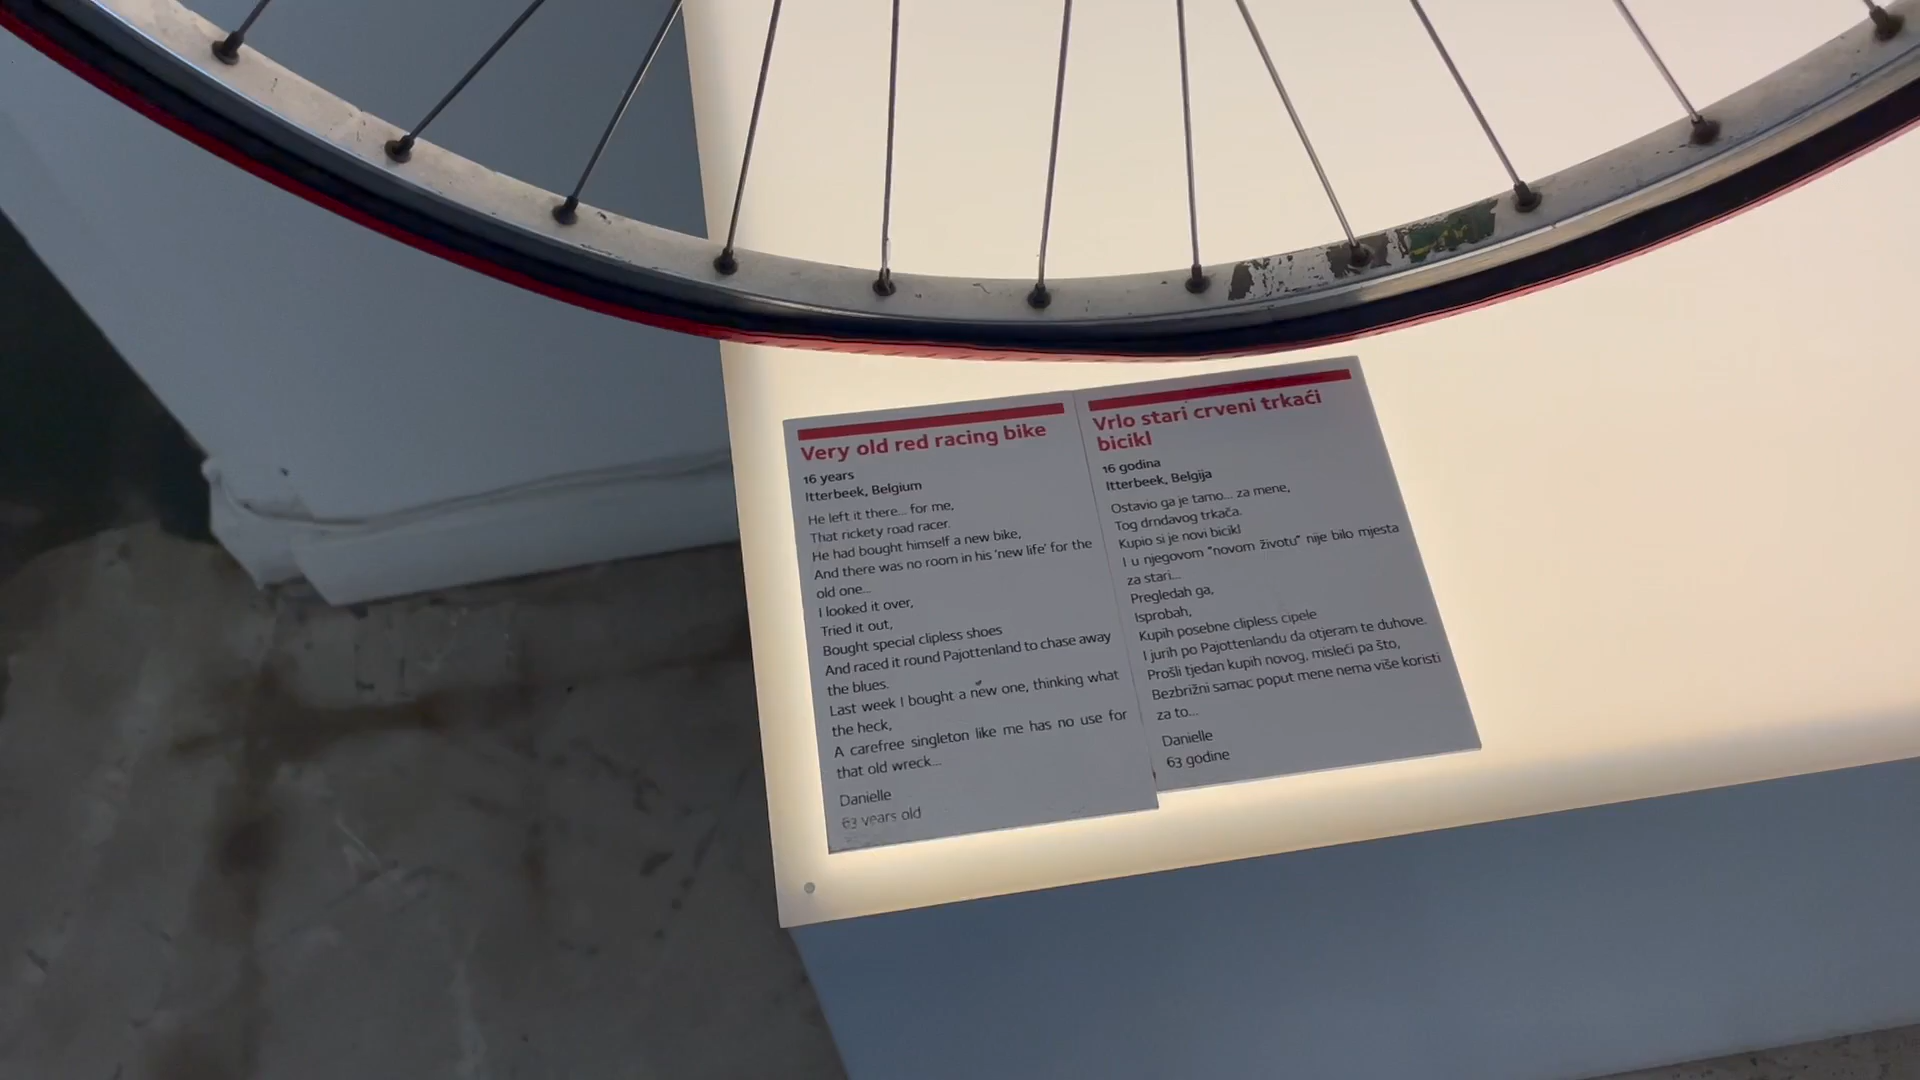 Very old red racing bike
16 years
Itterbeek, Belgium
He left it there... for me,
That rickety road racer.
He had bought himself a new bike,
And there was no room in his 'new life' for the
old one...
I looked it over,
Tried it out,
Bought special clipless shoes
And raced it round Pajottenland to chase away
the blues.
Last week I bought a new one, thinking what
the heck,
A carefree singleton like me has no use for
that old wreck...
Danielle
63 years old
Vrlo stari crveni trkaći
bicikl
16 godina
Itterbeek, Belgija
Ostavio ga je tamo... za mene,
Tog drndavog trkača.
Kupio si je novi bicikl
I u njegovom "novom životu" nije bilo mjesta
za stari...
Pregledah ga,
Isprobah,
Kupih posebne clipless cipele
I jurih po Pajottenlandu da otjeram te duhove.
Prošli tjedan kupih novog, misleći pa što,
Bezbrižni samac poput mene nema više koristi
za to...
Danielle
63 godine